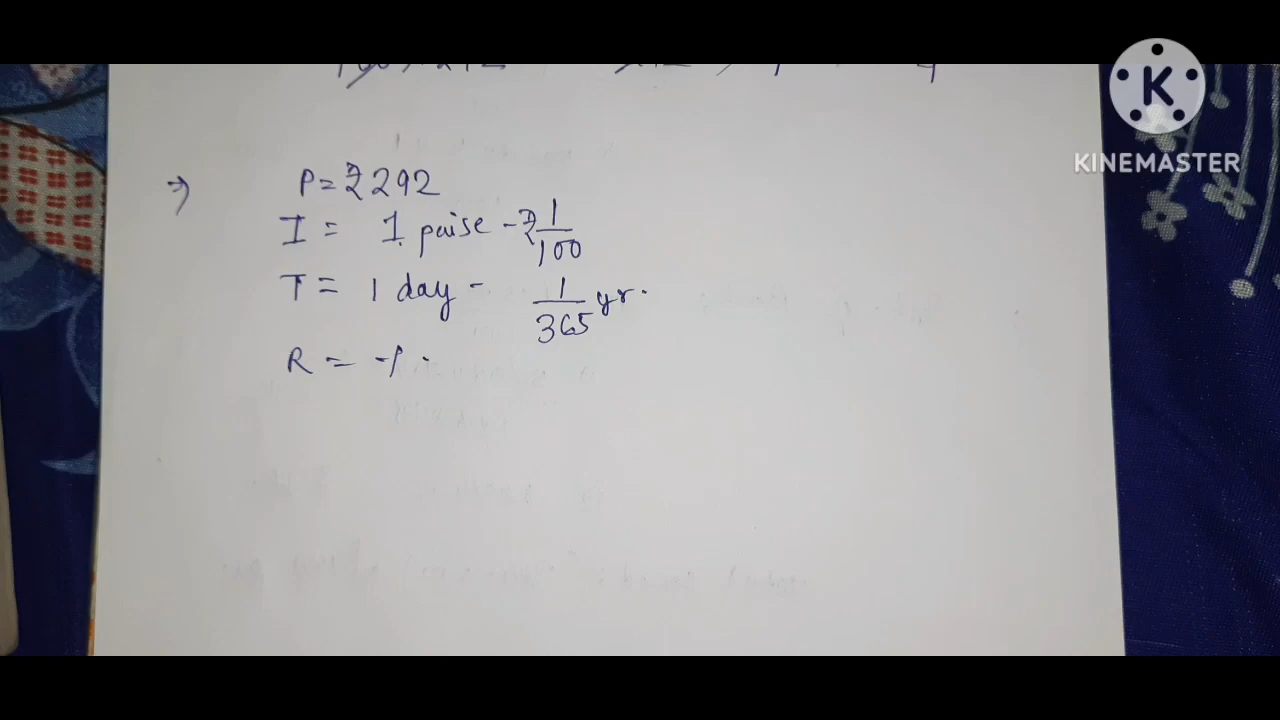 K
KINEMASTER
→ P = ₹ 292
I = 1 paise - ₹ 1/100
T = 1 day - 1/365 yr.
R =